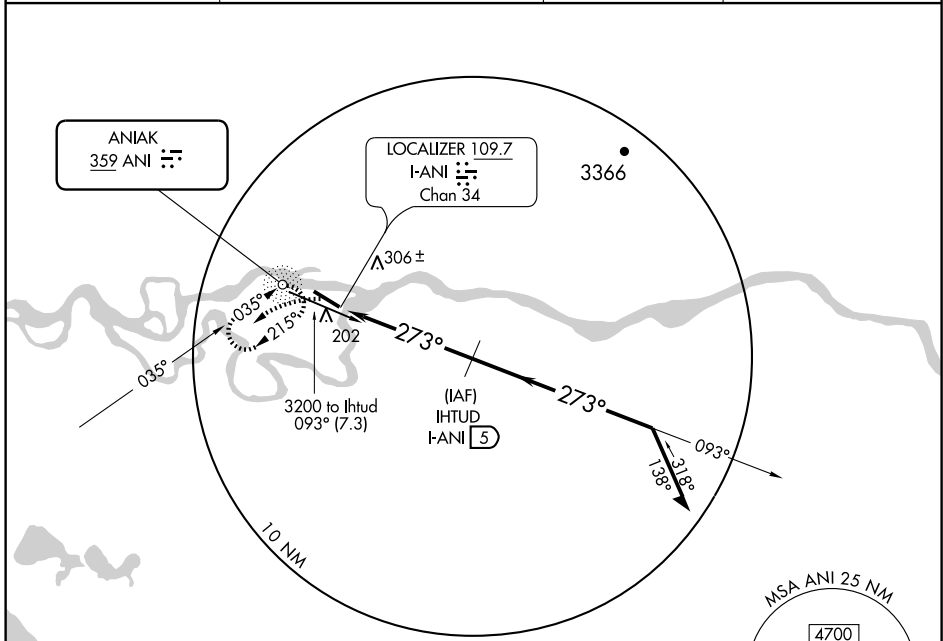 ANIAK
359 ANI
LOCALIZER 109.7
I-ANI
Chan 34
3366
306 ±
035°
215°
202
035°
273°
273°
3200 to Ihtud
093° (7.3)
(IAF)
IHTUD
I-ANI 5
093°
318°
138°
10 NM
MSA ANI 25 NM
4700